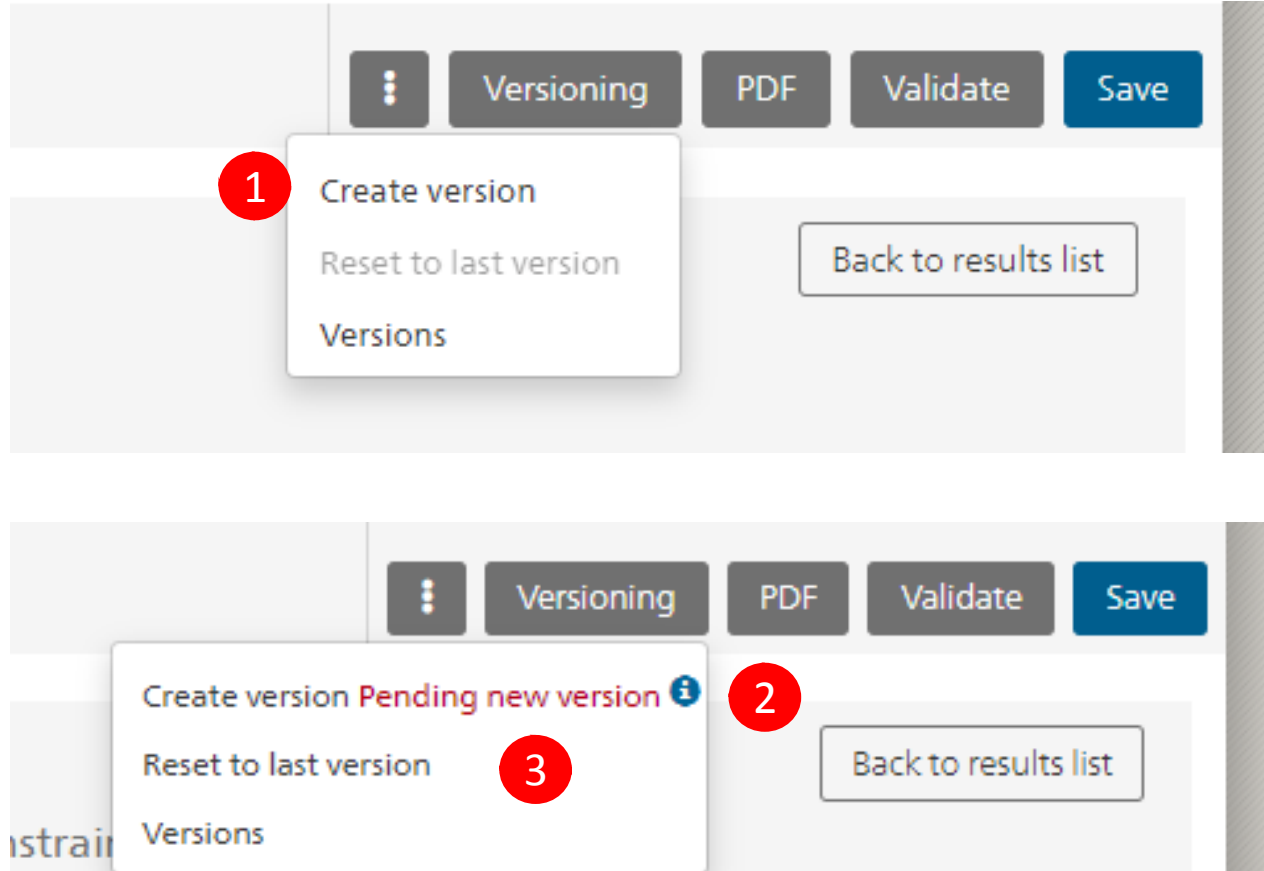 Versioning PDF Validate Save
1 Create version
Reset to last version Back to results list
Versions
Versioning PDF Validate Save
Create version Pending new version 2
Reset to last version 3 Back to results list
Versions